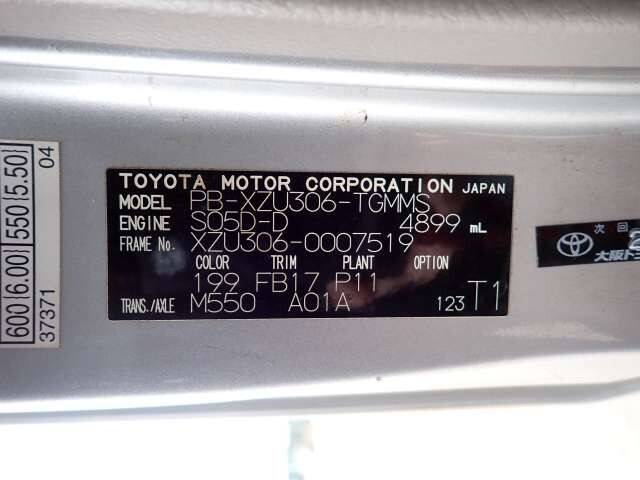 TOYOTA MOTOR CORPORATION JAPAN
MODEL PB-XZU306-TGMMS
ENGINE S05D-D 4899 mL
FRAME No. XZU306-0007519
COLOR TRIM PLANT OPTION
199 FB17 P11
TRANS./AXLE M550 A01A 123 T1
600(6.00) 550(5.50)
37371 04
次回
TOYOTA 大阪ト